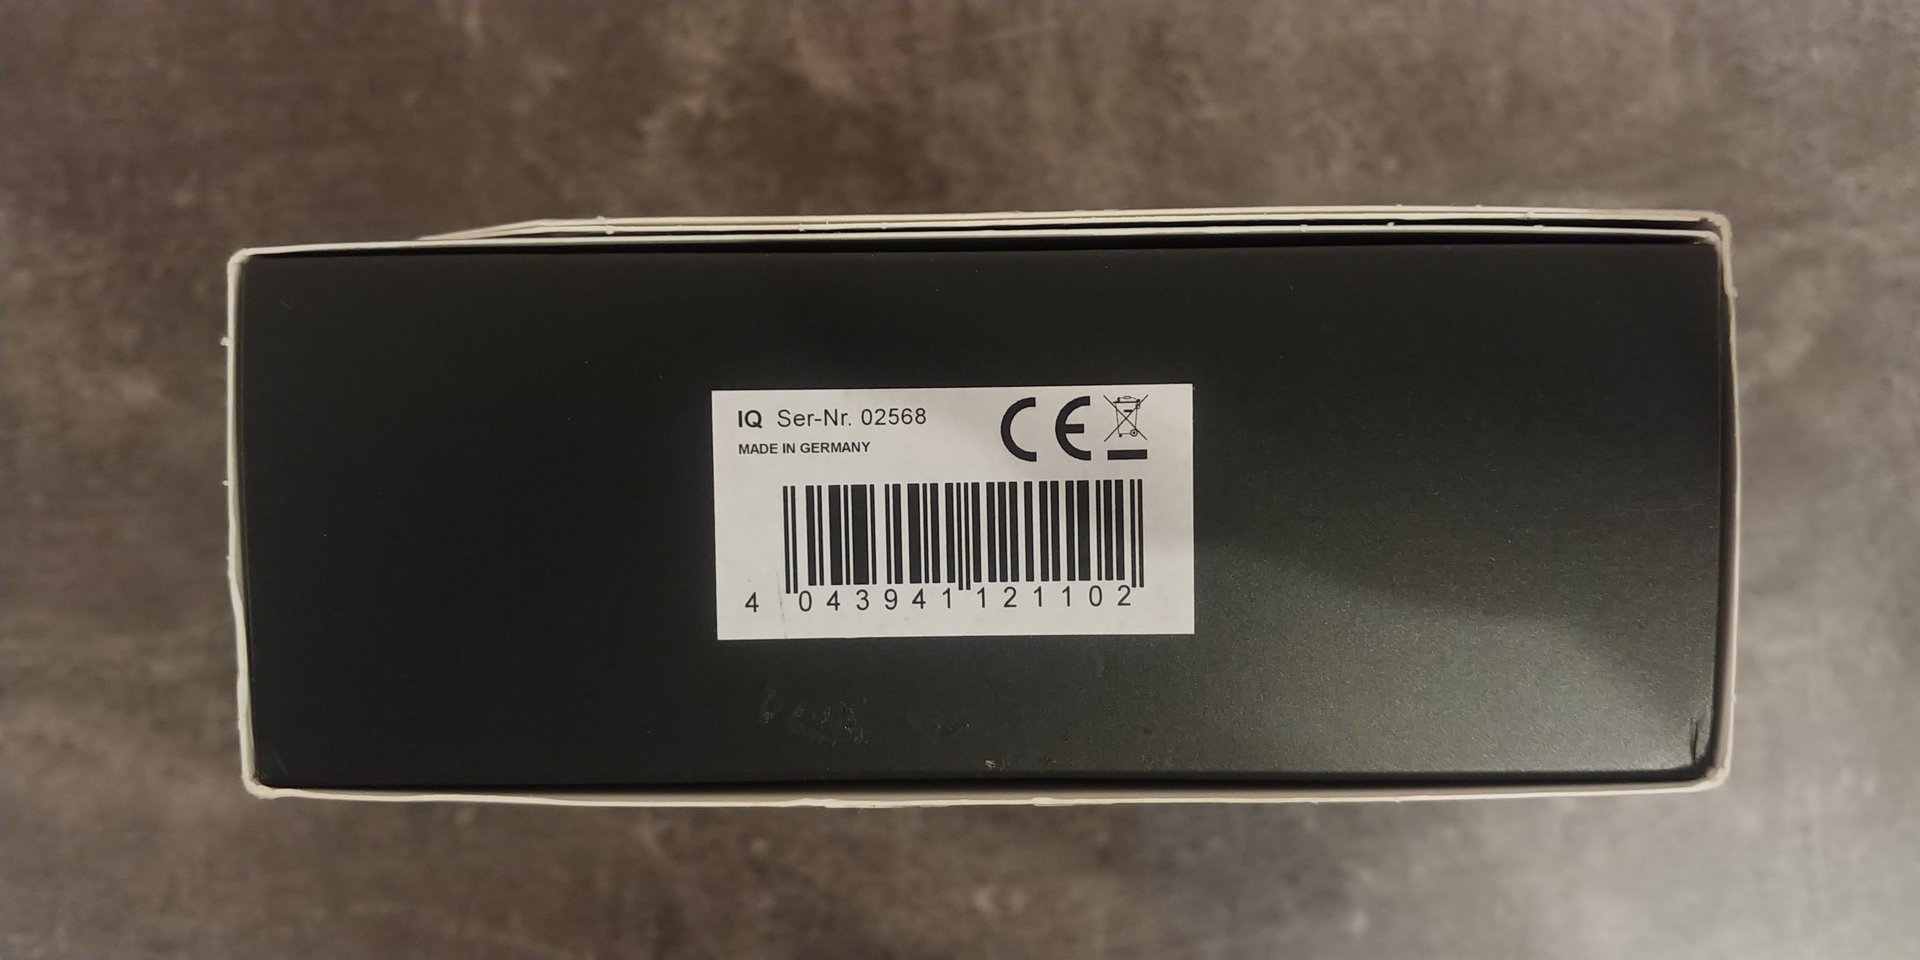 IQ Ser-Nr. 02568
MADE IN GERMANY
CE
4 043941 121102